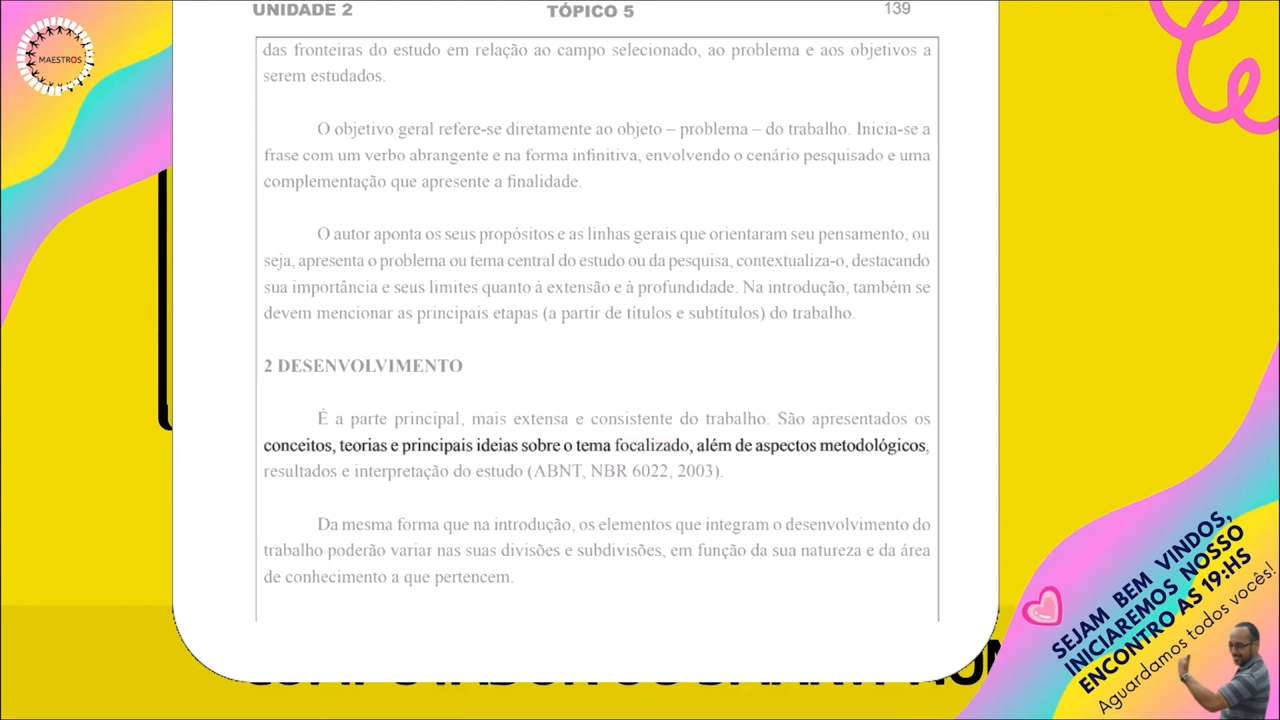 MAESTROS
UNIDADE 2 TÓPICO 5 139
das fronteiras do estudo em relação ao campo selecionado, ao problema e aos objetivos a
serem estudados.
O objetivo geral refere-se diretamente ao objeto – problema – do trabalho. Inicia-se a
frase com um verbo abrangente e na forma infinitiva, envolvendo o cenário pesquisado e uma
complementação que apresente a finalidade.
O autor aponta os seus propósitos e as linhas gerais que orientaram seu pensamento, ou
seja, apresenta o problema ou tema central do estudo ou da pesquisa, contextualiza-o, destacando
sua importância e seus limites quanto à extensão e à profundidade. Na introdução, também se
devem mencionar as principais etapas (a partir de títulos e subtítulos) do trabalho.
2 DESENVOLVIMENTO
É a parte principal, mais extensa e consistente do trabalho. São apresentados os
conceitos, teorias e principais ideias sobre o tema focalizado, além de aspectos metodológicos,
resultados e interpretação do estudo (ABNT, NBR 6022, 2003).
Da mesma forma que na introdução, os elementos que integram o desenvolvimento do
trabalho poderão variar nas suas divisões e subdivisões, em função da sua natureza e da área
de conhecimento a que pertencem.
SEJAM BEM VINDOS,
INICIAREMOS NOSSO
ENCONTRO AS 19:HS
Aguardamos todos vocês!